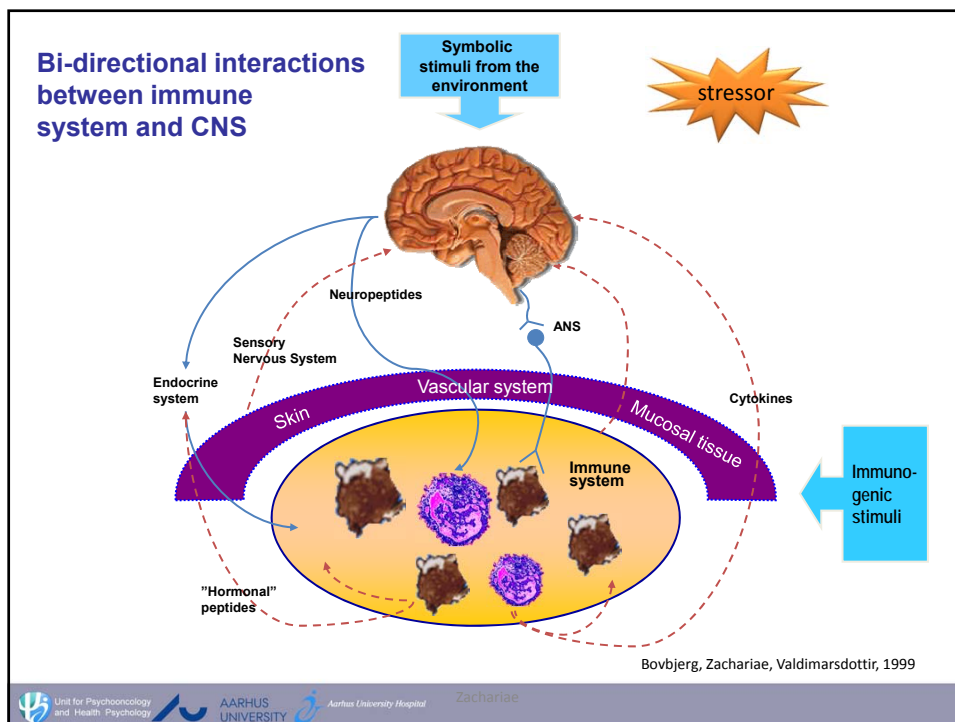 Bi-directional interactions
between immune
system and CNS
Symbolic
stimuli from the
environment
stressor
Neuropeptides
ANS
Sensory
Nervous System
Endocrine
system
Skin
Vascular system
Mucosal tissue
Cytokines
Immune
system
Immuno-
genic
stimuli
”Hormonal”
peptides
Bovbjerg, Zachariae, Valdimarsdottir, 1999
Unit for Psychooncology
and Health Psychology
AARHUS
UNIVERSITY
Aarhus University Hospital
Zachariae